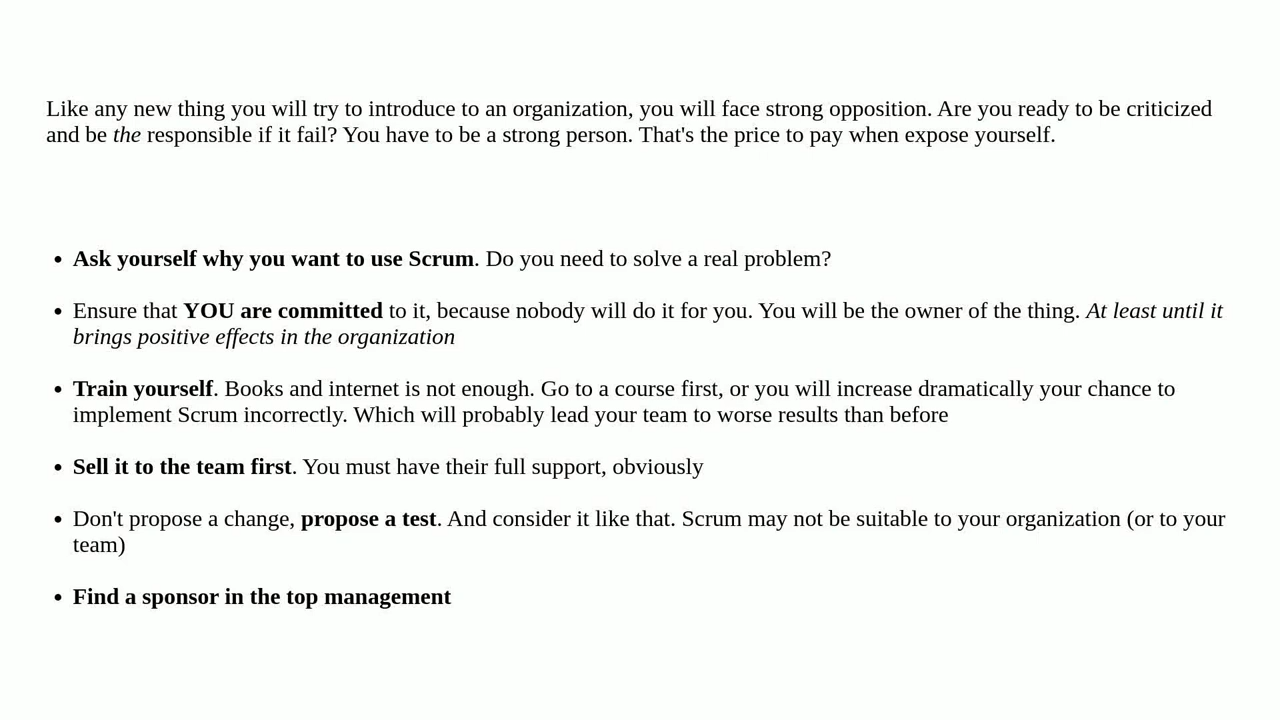 Like any new thing you will try to introduce to an organization, you will face strong opposition. Are you ready to be criticized
and be the responsible if it fail? You have to be a strong person. That's the price to pay when expose yourself.
• Ask yourself why you want to use Scrum. Do you need to solve a real problem?
• Ensure that YOU are committed to it, because nobody will do it for you. You will be the owner of the thing. At least until it
brings positive effects in the organization
• Train yourself. Books and internet is not enough. Go to a course first, or you will increase dramatically your chance to
implement Scrum incorrectly. Which will probably lead your team to worse results than before
• Sell it to the team first. You must have their full support, obviously
• Don't propose a change, propose a test. And consider it like that. Scrum may not be suitable to your organization (or to your
team)
• Find a sponsor in the top management